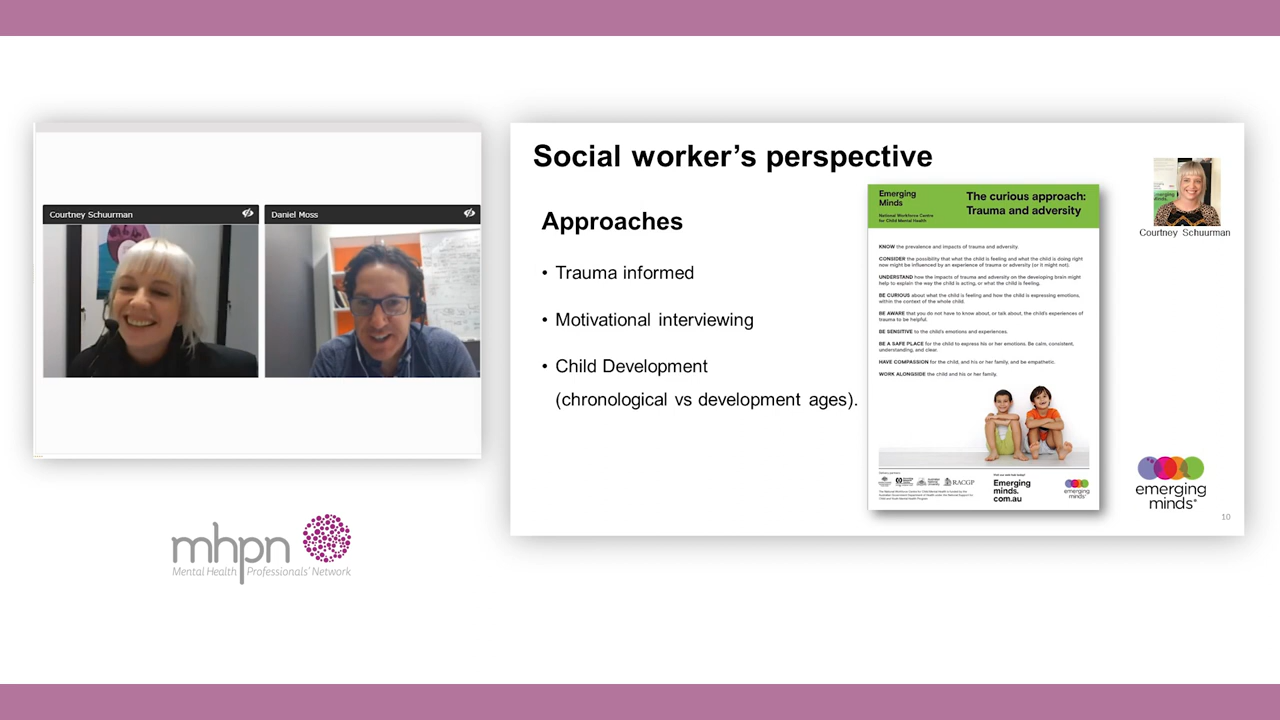 Courtney Schuurman
Daniel Moss
mhpn
Mental Health Professionals' Network
Social worker's perspective
Approaches
• Trauma informed
• Motivational interviewing
• Child Development
(chronological vs development ages).
Emerging
Minds
National Workforce Centre
for Child Mental Health
The curious approach:
Trauma and adversity
KNOW the prevalence and impacts of trauma and adversity.
CONSIDER the possibility that what the child is feeling and what the child is doing right
now might be influenced by an experience of trauma or adversity (or it might not).
UNDERSTAND how the impacts of trauma and adversity on the developing brain might
help to explain the way the child is acting, or what the child is feeling.
BE CURIOUS about what the child is feeling and how the child is expressing emotions,
within the context of the whole child.
BE AWARE that you do not have to know about, or talk about, the child's experiences of
trauma to be helpful.
BE SENSITIVE to the child's emotions and experiences.
BE A SAFE PLACE for the child to express his or her emotions. Be calm, consistent,
understanding, and clear.
HAVE COMPASSION for the child, and his or her family, and be empathetic.
WORK ALONGSIDE the child and his or her family.
RACGP
Emerging
minds.
com.au
emerging
minds
Courtney Schuurman
emerging
minds
10